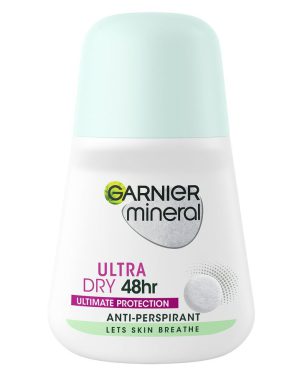 GARNIER
mineral
ULTRA
DRY 48hr
ULTIMATE PROTECTION
ANTI-PERSPIRANT
LETS SKIN BREATHE